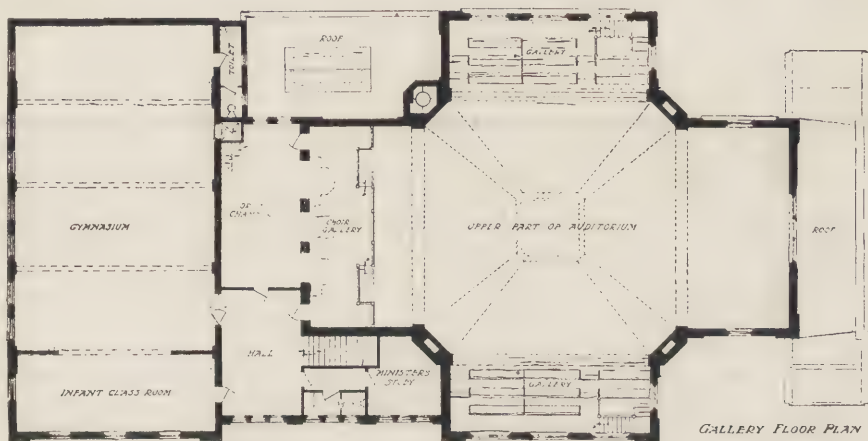 ROOF
GALLERY
TOILET
GYMNASIUM
CHOIR
GALLERY
UPPER PART OF AUDITORIUM
ROOF
HALL
MINISTERS
STUDY
INFANT CLASS ROOM
GALLERY
GALLERY FLOOR PLAN